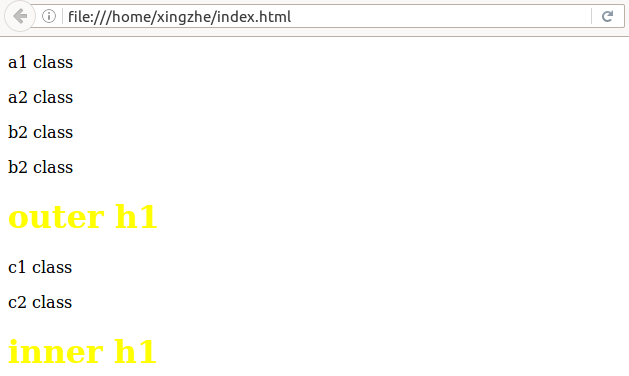 file:///home/xingzhe/index.html
a1 class
a2 class
b2 class
b2 class
outer h1
c1 class
c2 class
inner h1